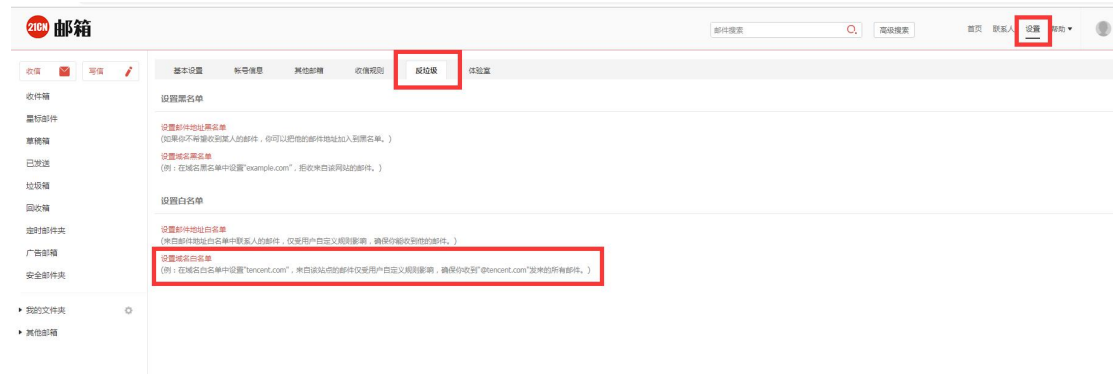 21CN 邮箱
邮件搜索 高级搜索 首页 联系人 设置 帮助
收信 写信
基本设置 帐号信息 其他邮箱 收信规则 反垃圾 体验室
收件箱
星标邮件
草稿箱
已发送
垃圾箱
回收箱
定时邮件夹
广告邮箱
安全邮件夹
我的文件夹
其他邮箱
设置黑名单
设置邮件地址黑名单
(如果你不希望收到某人的邮件，你可以把他的邮件地址加入到黑名单。)
设置域名黑名单
(例：在域名黑名单中设置"example.com"，拒收来自该网站的邮件。)
设置白名单
设置邮件地址白名单
(来自邮件地址白名单中联系人的邮件，仅受用户自定义规则影响，确保你能收到他的邮件。)
设置域名白名单
(例：在域名白名单中设置"tencent.com"，来自该站点的邮件仅受用户自定义规则影响，确保你收到"@tencent.com"发来的所有邮件。)